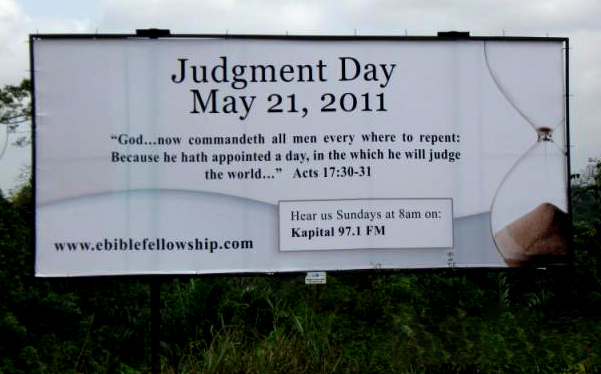 Judgment Day
May 21, 2011
“God...now commandeth all men every where to repent:
Because he hath appointed a day, in the which he will judge
the world...” Acts 17:30-31
Hear us Sundays at 8am on:
Kapital 97.1 FM
www.ebiblefellowship.com